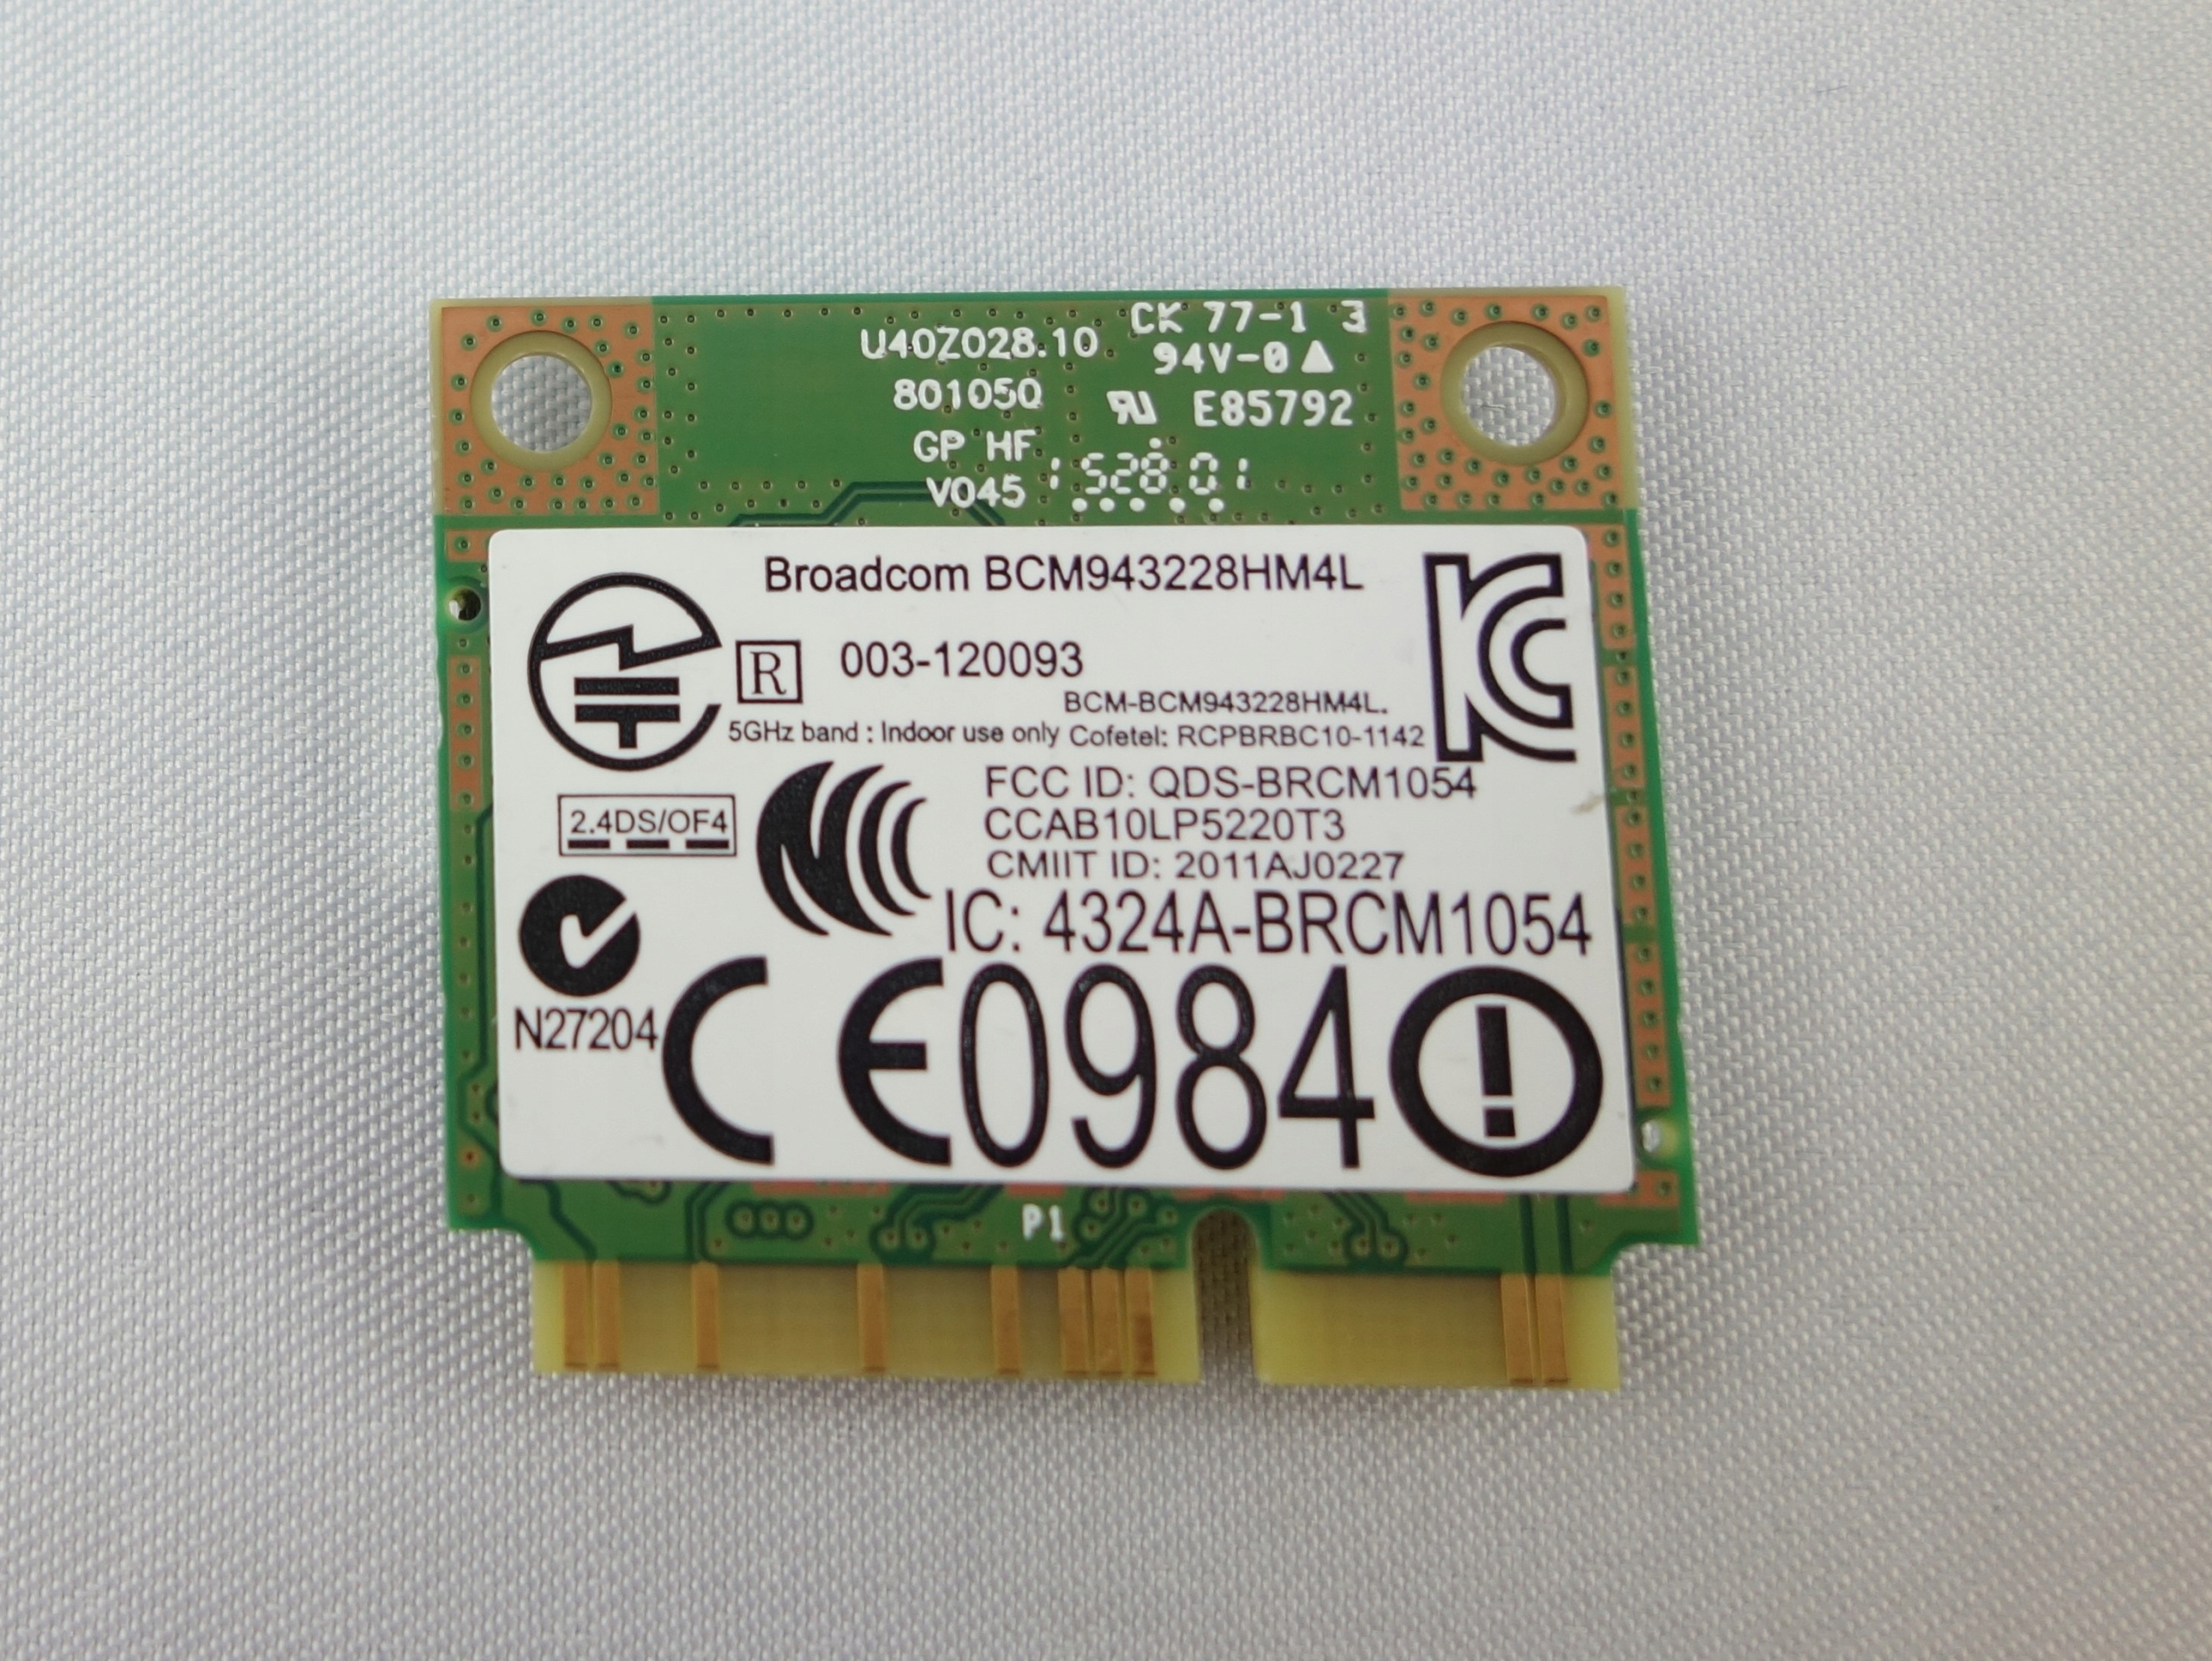 CK 77-1 3
U40Z028.10
94V-0
801050
E85792
GP HF
V045
1528.01
Broadcom BCM943228HM4L
R 003-120093
BCM-BCM943228HM4L.
5GHz band : Indoor use only Cofetel: RCPBRBC10-1142
FCC ID: QDS-BRCM1054
2.4DS/OF4
CCAB10LP5220T3
CMIIT ID: 2011AJ0227
IC: 4324A-BRCM1054
N27204
CE0984
P1